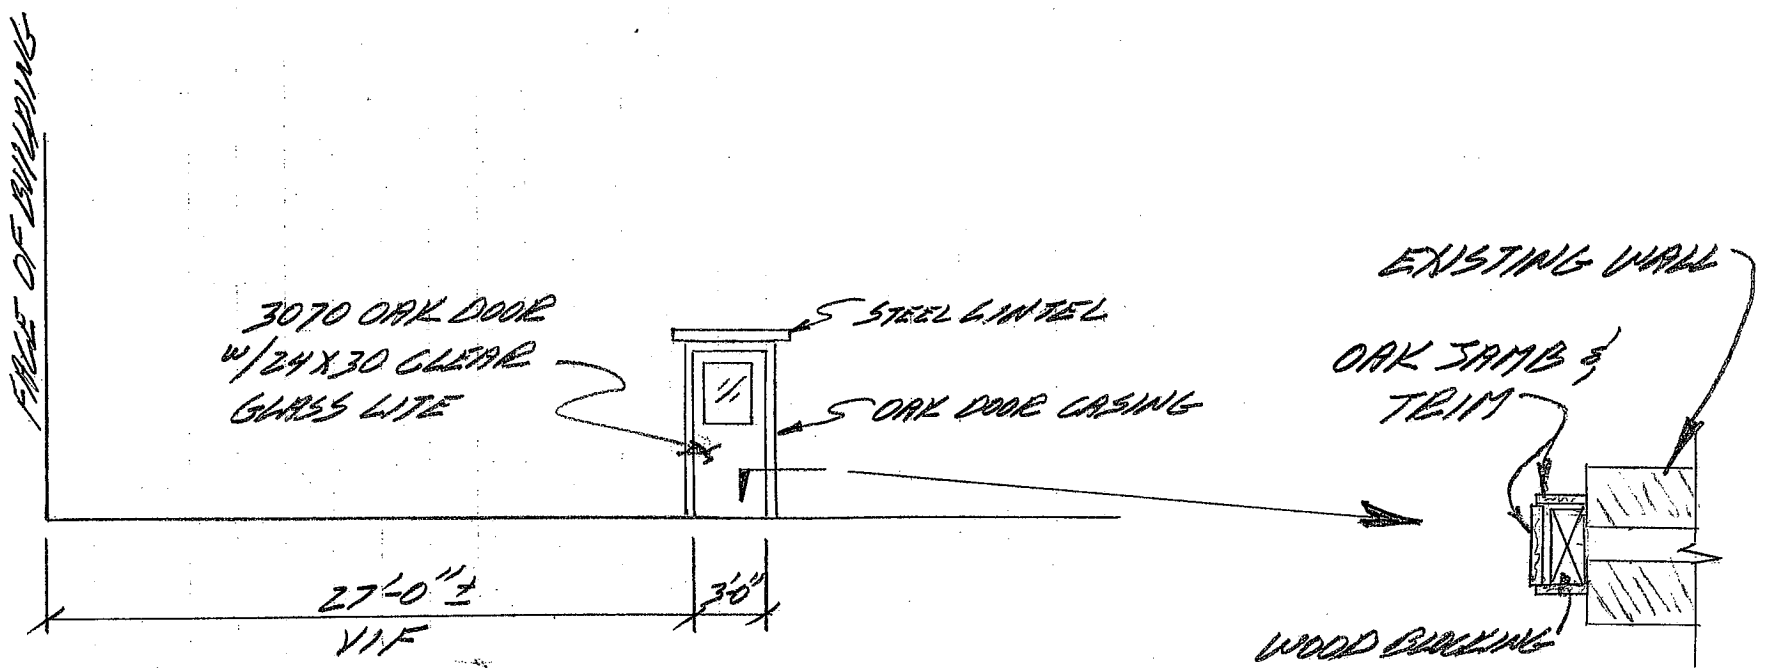 FACE OF BUILDING
3070 OAK DOOR
W/24X30 CLEAR
GLASS LITE
STEEL LINTEL
OAK DOOR CASING
EXISTING WALL
OAK JAMB &
TRIM
WOOD BLOCKING
27'-0" ±
VIF
3'-0"